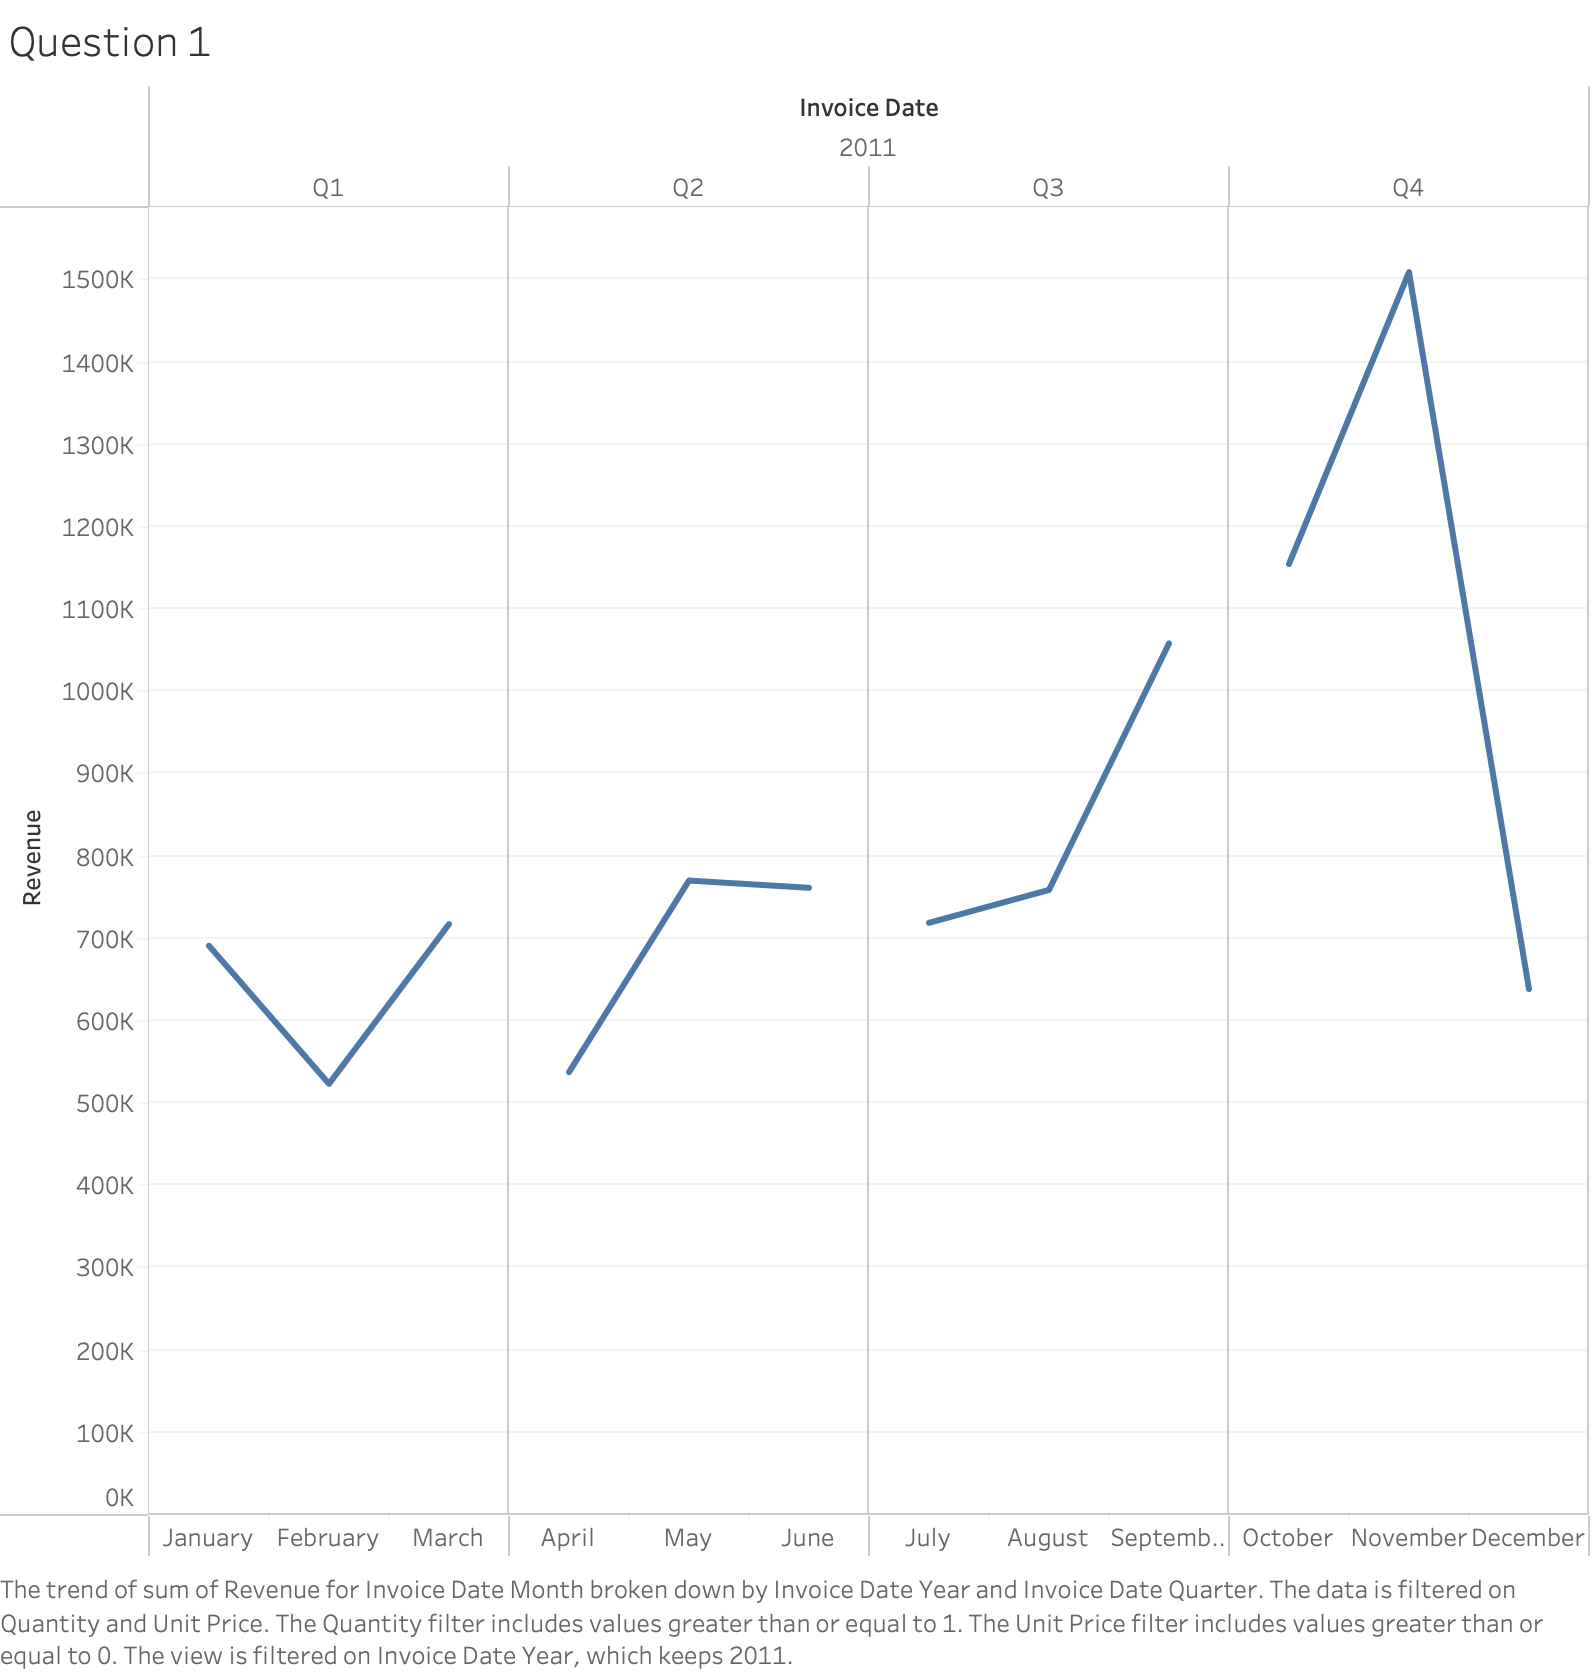 Question 1
Invoice Date
2011
Q1 Q2 Q3 Q4
1500K
1400K
1300K
1200K
1100K
1000K
900K
800K
700K
600K
500K
400K
300K
200K
100K
0K
Revenue
January February March April May June July August Septemb.. October November December
The trend of sum of Revenue for Invoice Date Month broken down by Invoice Date Year and Invoice Date Quarter. The data is filtered on
Quantity and Unit Price. The Quantity filter includes values greater than or equal to 1. The Unit Price filter includes values greater than or
equal to 0. The view is filtered on Invoice Date Year, which keeps 2011.